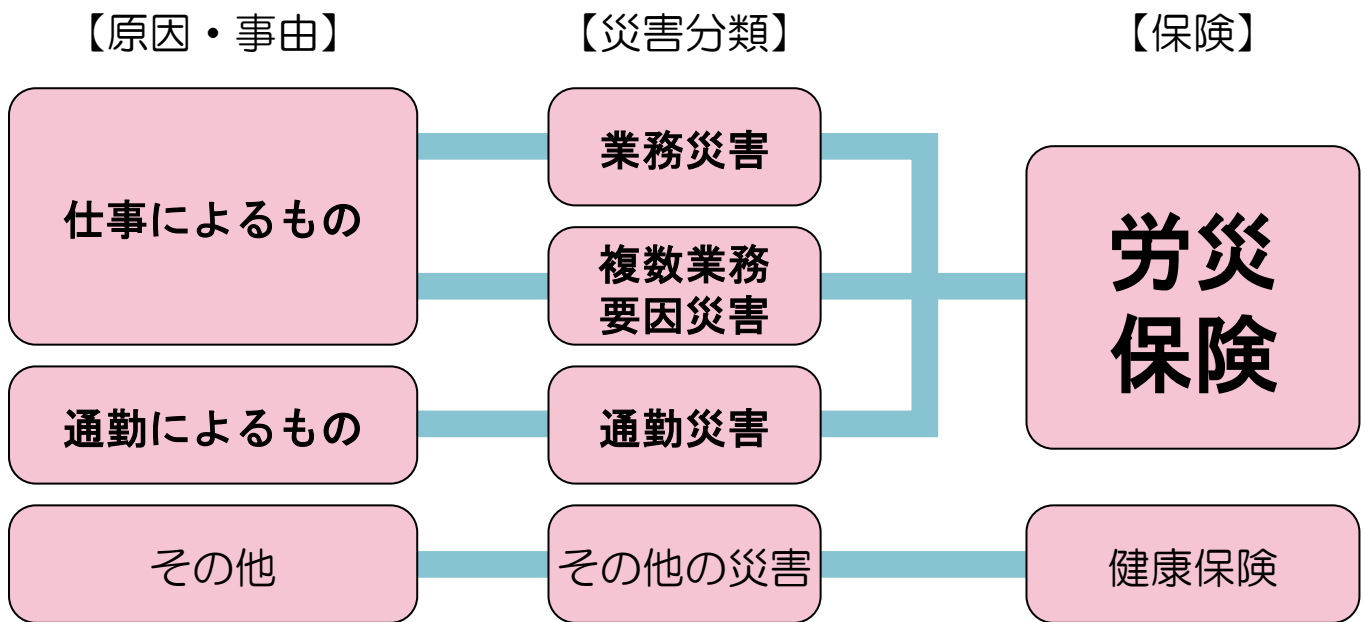 【原因・事由】
【災害分類】
【保険】
仕事によるもの
業務災害
複数業務
要因災害
労災
保険
通勤によるもの
通勤災害
その他
その他の災害
健康保険